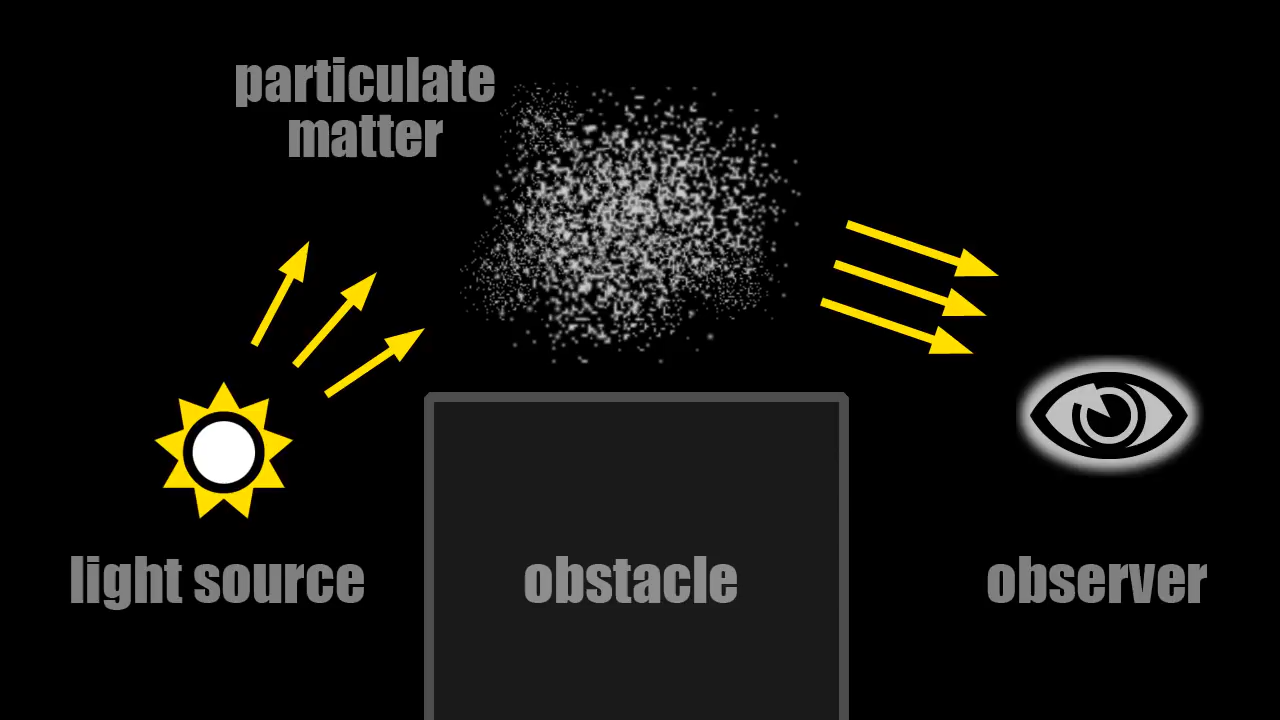 particulate
matter
light source
obstacle
observer